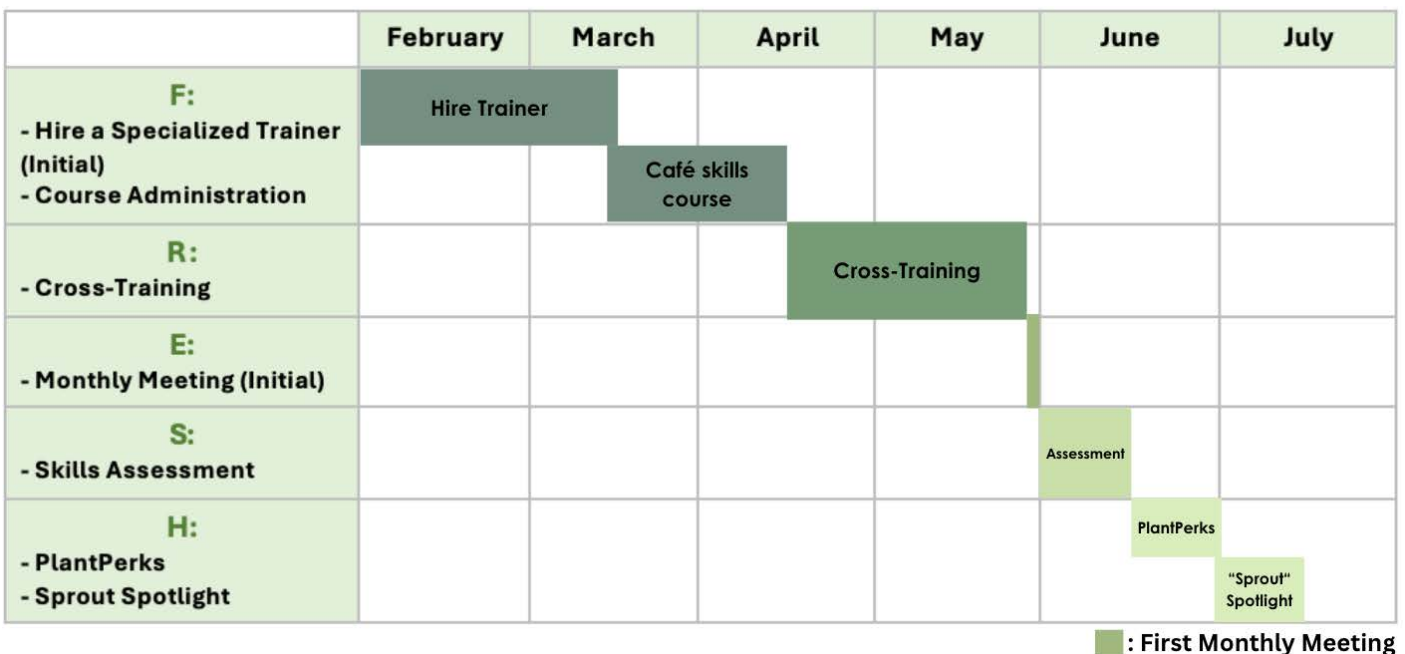 February March April May June July
F:
- Hire a Specialized Trainer
(Initial)
- Course Administration
Hire Trainer
Café skills
course
R:
- Cross-Training
Cross-Training
E:
- Monthly Meeting (Initial)
S:
- Skills Assessment
Assessment
H:
- PlantPerks
- Sprout Spotlight
PlantPerks
“Sprout“
Spotlight
: First Monthly Meeting